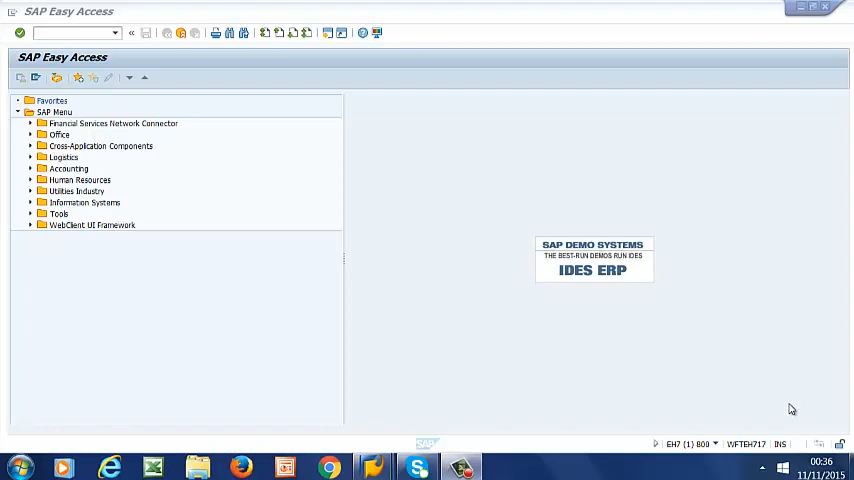 SAP Easy Access
SAP Easy Access
Favorites
SAP Menu
Financial Services Network Connector
Office
Cross-Application Components
Logistics
Accounting
Human Resources
Utilities Industry
Information Systems
Tools
WebClient UI Framework
SAP DEMO SYSTEMS
THE BEST-RUN DEMOS RUN IDES
IDES ERP
SAP
EH7 (1) 800
WFTEH717
INS
00:36
11/11/2015